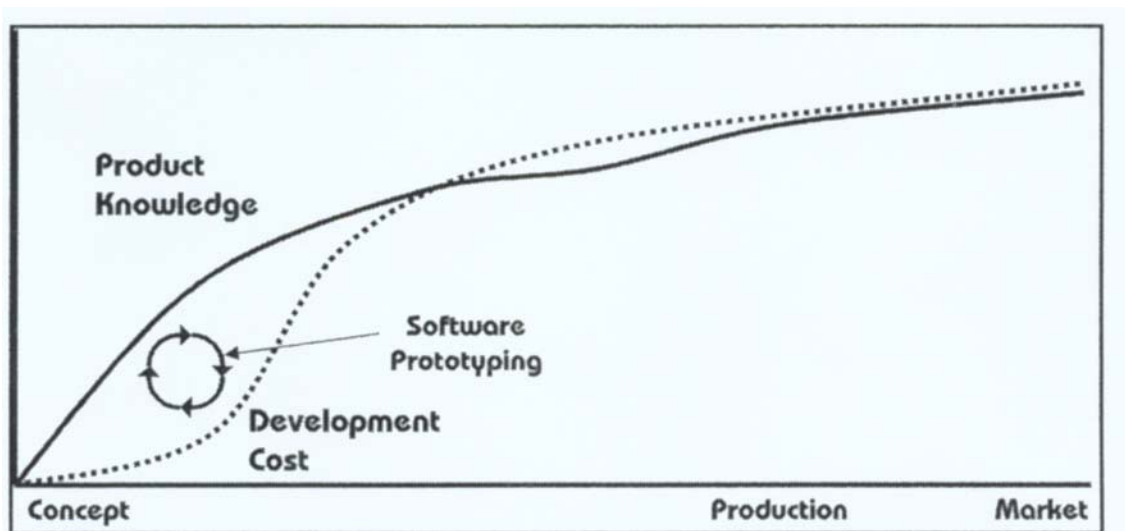 Product
Knowledge
Software
Prototyping
Development
Cost
Concept
Production
Market